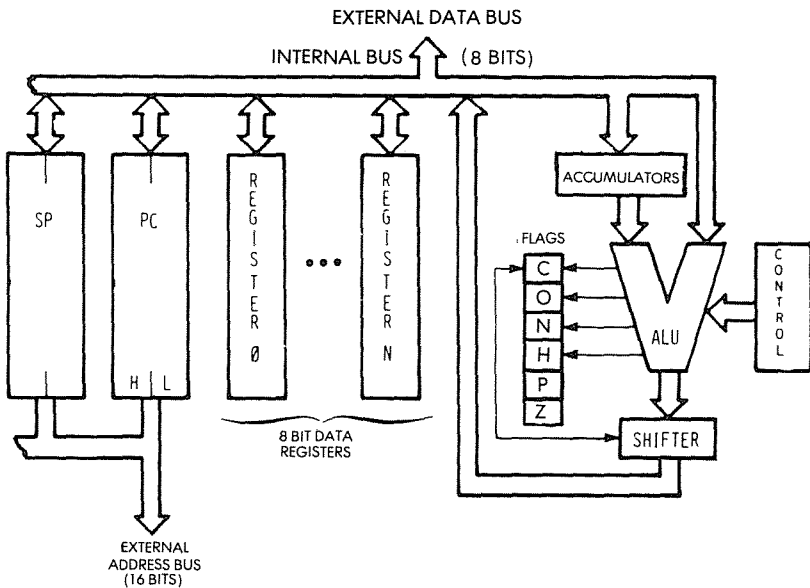 EXTERNAL DATA BUS
INTERNAL BUS (8 BITS)
SP
PC
H L
REGISTER Ø
REGISTER N
8 BIT DATA
REGISTERS
ACCUMULATORS
FLAGS
C
O
N
H
P
Z
ALU
CONTROL
SHIFTER
EXTERNAL
ADDRESS BUS
(16 BITS)